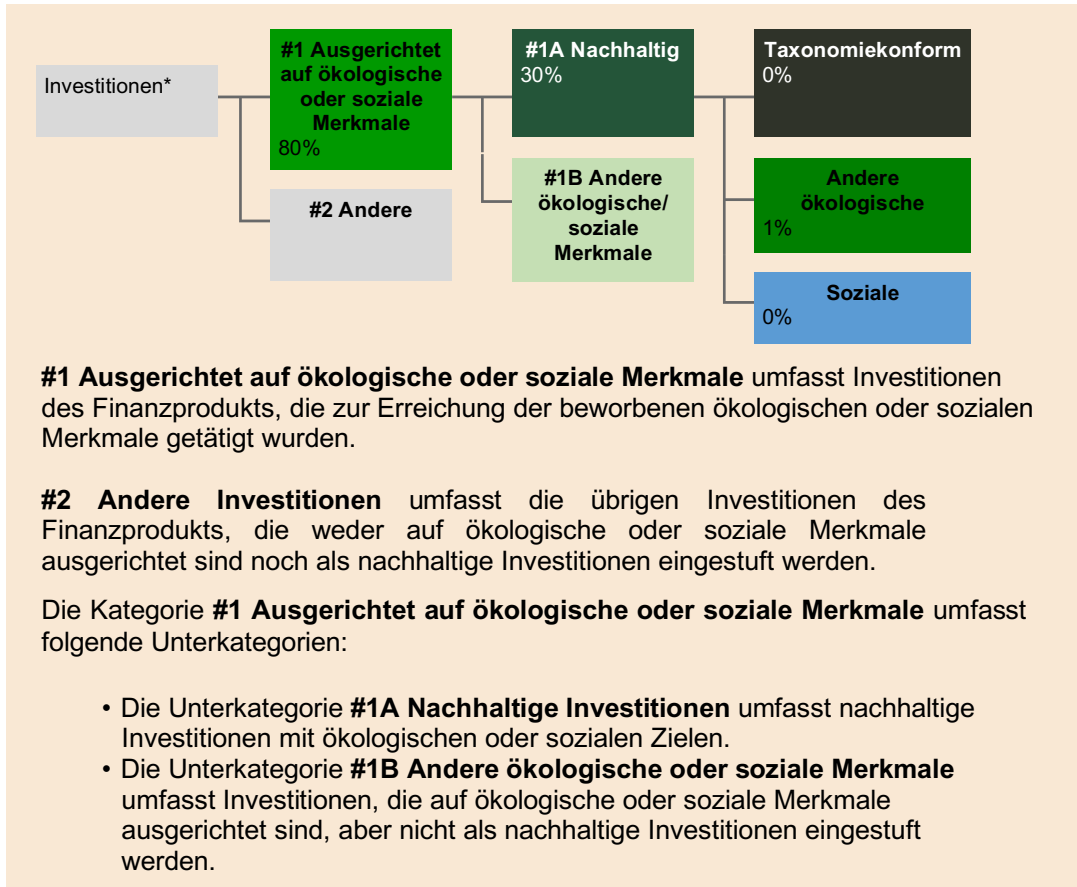 Investitionen*
#1 Ausgerichtet
auf ökologische
oder soziale
Merkmale
80%
#2 Andere
#1A Nachhaltig
30%
#1B Andere
ökologische/
soziale
Merkmale
Taxonomiekonform
0%
Andere
ökologische
1%
Soziale
0%
#1 Ausgerichtet auf ökologische oder soziale Merkmale umfasst Investitionen
des Finanzprodukts, die zur Erreichung der beworbenen ökologischen oder sozialen
Merkmale getätigt wurden.
#2 Andere Investitionen umfasst die übrigen Investitionen des
Finanzprodukts, die weder auf ökologische oder soziale Merkmale
ausgerichtet sind noch als nachhaltige Investitionen eingestuft werden.
Die Kategorie #1 Ausgerichtet auf ökologische oder soziale Merkmale umfasst
folgende Unterkategorien:
• Die Unterkategorie #1A Nachhaltige Investitionen umfasst nachhaltige
Investitionen mit ökologischen oder sozialen Zielen.
• Die Unterkategorie #1B Andere ökologische oder soziale Merkmale
umfasst Investitionen, die auf ökologische oder soziale Merkmale
ausgerichtet sind, aber nicht als nachhaltige Investitionen eingestuft
werden.